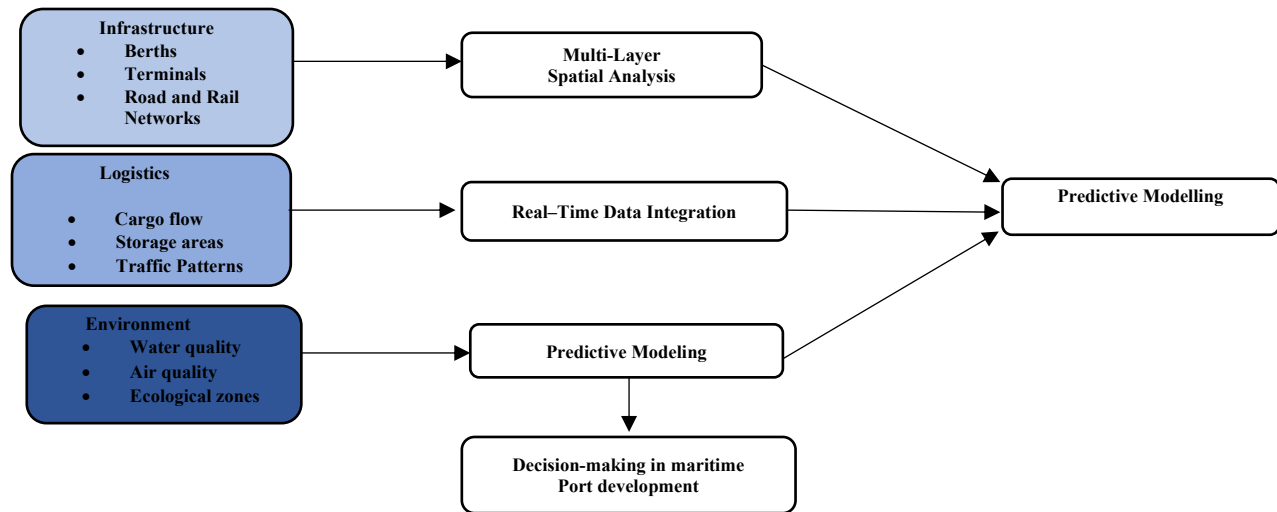 Infrastructure
• Berths
• Terminals
• Road and Rail
Networks
Multi-Layer
Spatial Analysis
Logistics
• Cargo flow
• Storage areas
• Traffic Patterns
Real–Time Data Integration
Predictive Modelling
Environment
• Water quality
• Air quality
• Ecological zones
Predictive Modeling
Decision-making in maritime
Port development